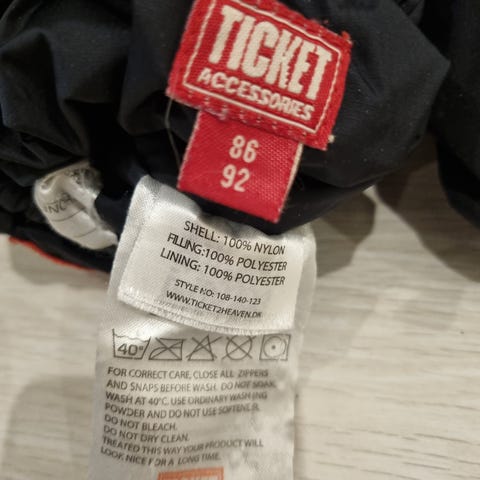 TICKET
ACCESSORIES
86
92
SHELL: 100% NYLON
FILLING:100% POLYESTER
LINING: 100% POLYESTER
STYLE NO: 108-140-123
WWW.TICKET2HEAVEN.DK
40°
FOR CORRECT CARE, CLOSE ALL ZIPPERS
AND SNAPS BEFORE WASH. DO NOT SOAK.
WASH AT 40°C. USE ORDINARY WASHING
POWDER AND DO NOT USE SOFTENER.
DO NOT BLEACH.
DO NOT DRY CLEAN.
TREATED THIS WAY YOUR PRODUCT WILL
LOOK NICE FOR A LONG TIME.